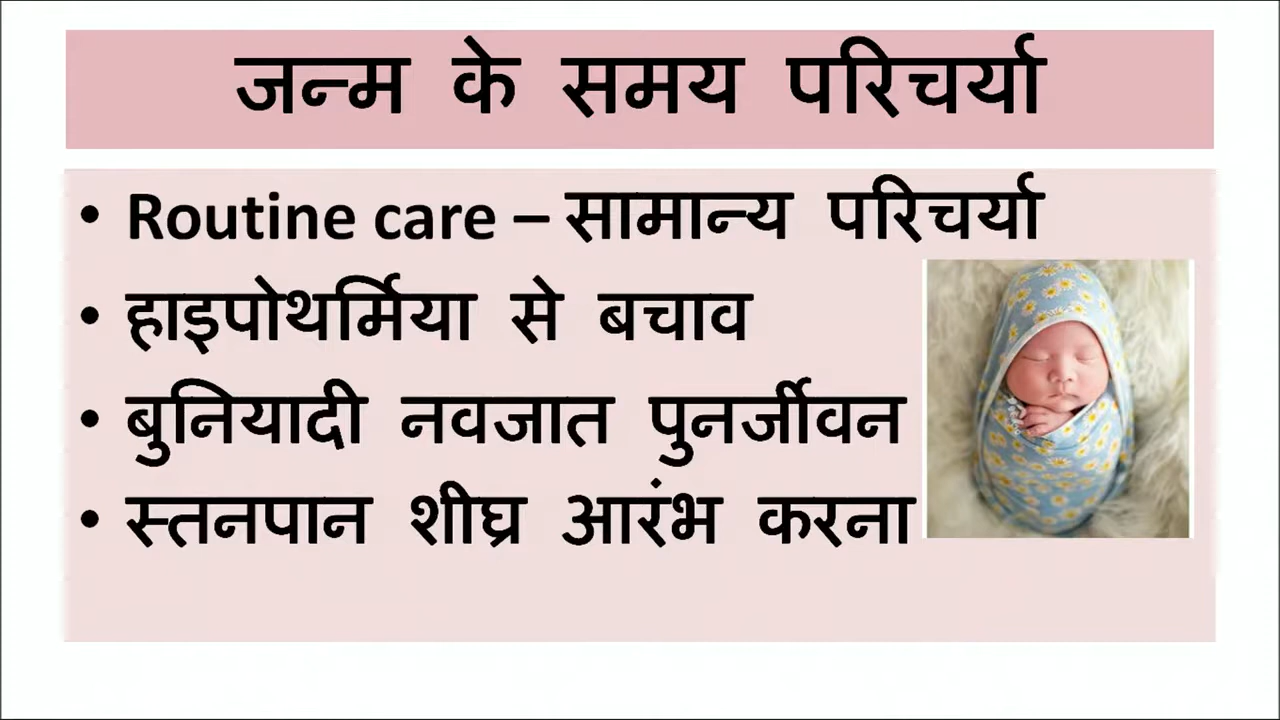 जन्म के समय परिचर्या
• Routine care – सामान्य परिचर्या
• हाइपोथर्मिया से बचाव
• बुनियादी नवजात पुनर्जीवन
• स्तनपान शीघ्र आरंभ करना